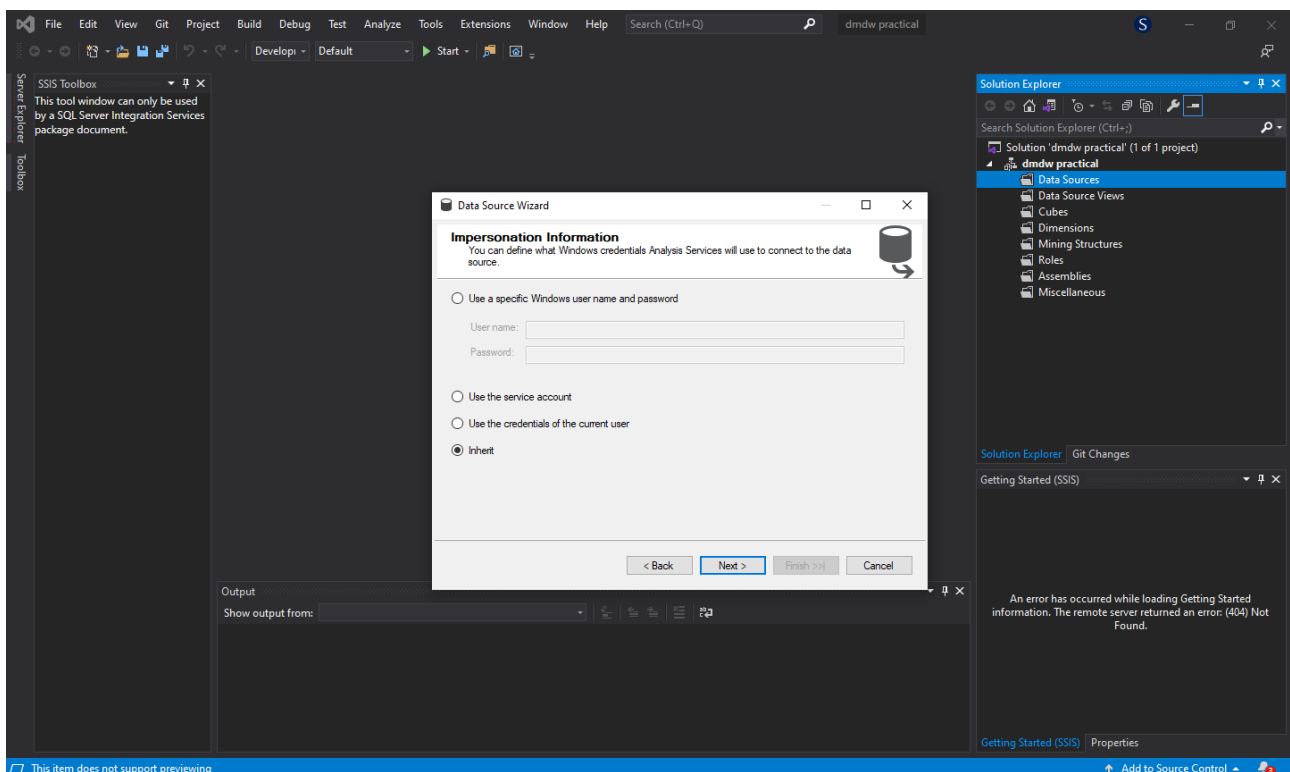 File Edit View Git Project Build Debug Test Analyze Tools Extensions Window Help Search (Ctrl+Q) dmdw practical S
Developı Default Start
Server Explorer
Toolbox
SSIS Toolbox
This tool window can only be used
by a SQL Server Integration Services
package document.
Data Source Wizard
Impersonation Information
You can define what Windows credentials Analysis Services will use to connect to the data
source.
Use a specific Windows user name and password
User name:
Password:
Use the service account
Use the credentials of the current user
Inherit
< Back Next > Finish >>| Cancel
Output
Show output from:
Solution Explorer
Search Solution Explorer (Ctrl+;)
Solution 'dmdw practical' (1 of 1 project)
dmdw practical
Data Sources
Data Source Views
Cubes
Dimensions
Mining Structures
Roles
Assemblies
Miscellaneous
Solution Explorer Git Changes
Getting Started (SSIS)
An error has occurred while loading Getting Started
information. The remote server returned an error: (404) Not
Found.
Getting Started (SSIS) Properties
This item does not support previewing Add to Source Control